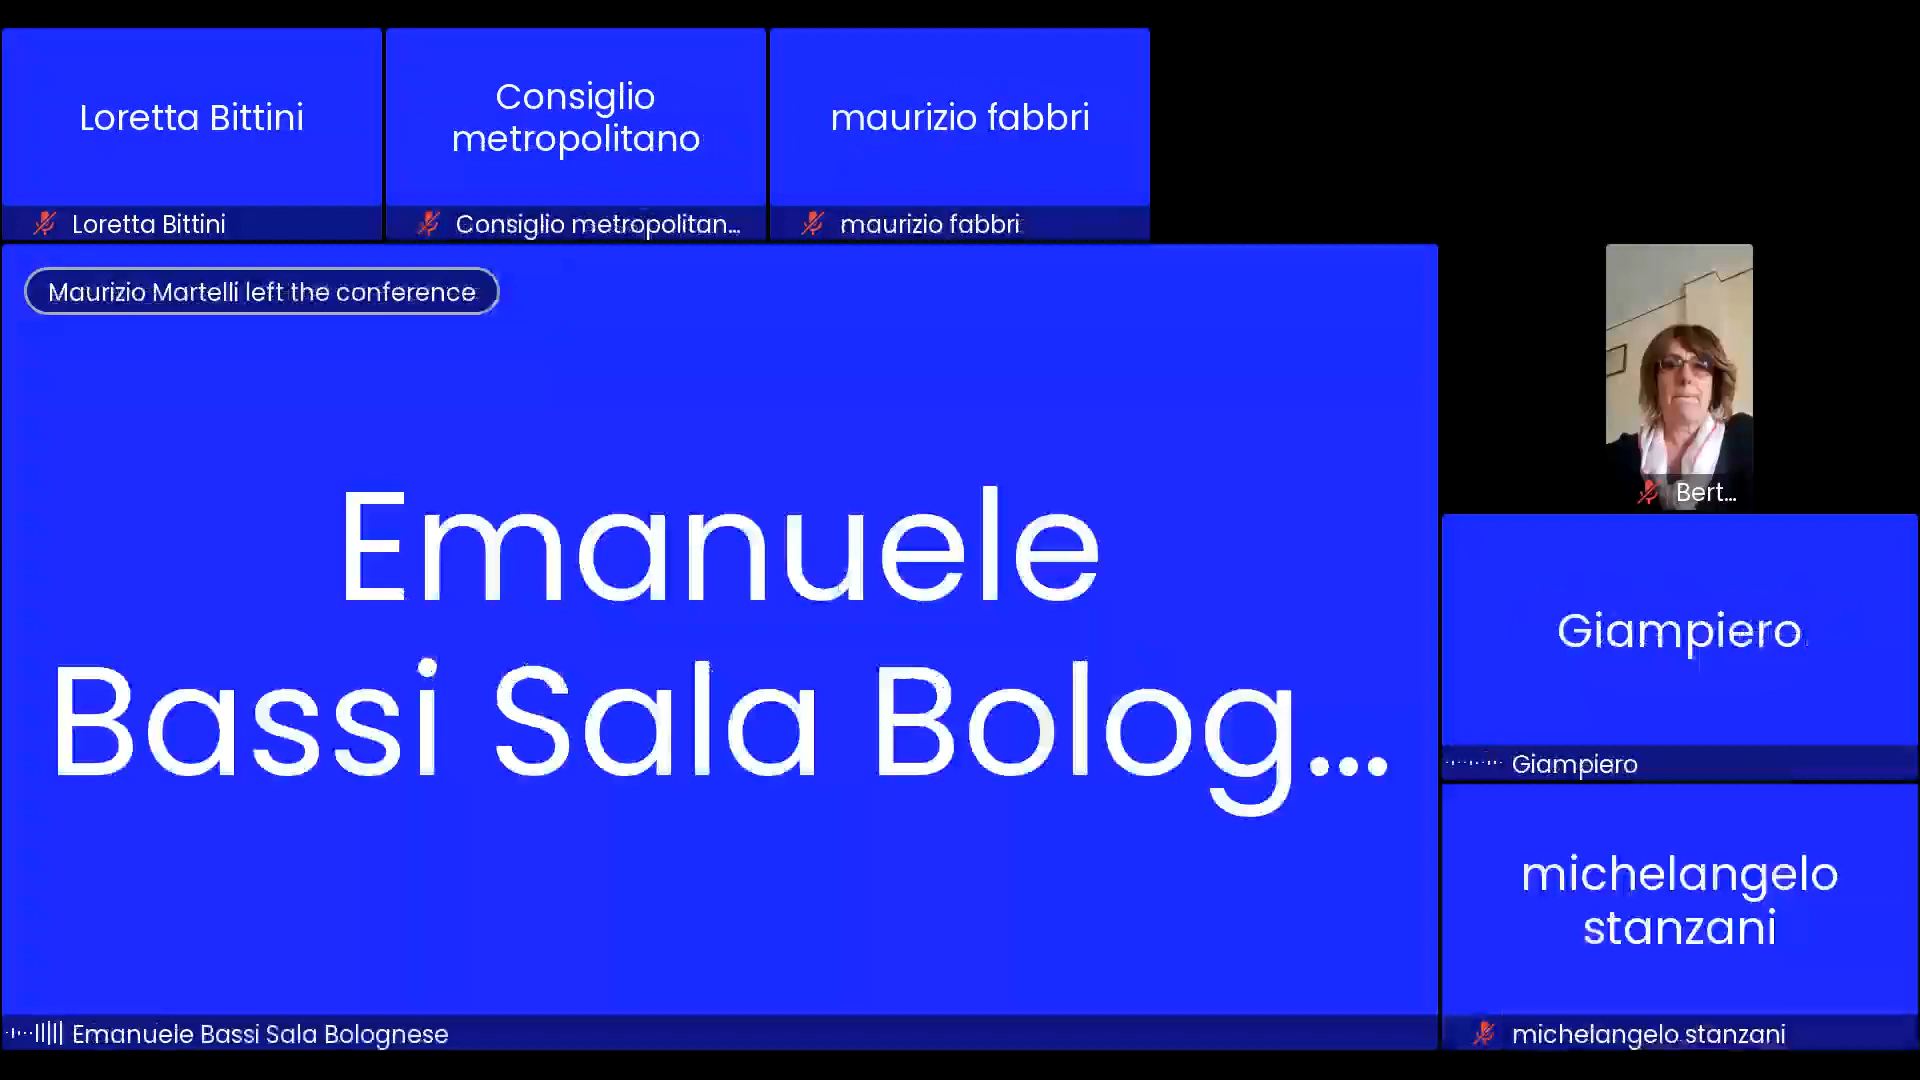 Loretta Bittini
Consiglio
metropolitano
maurizio fabbri
Loretta Bittini
Consiglio metropolitan...
maurizio fabbri
Maurizio Martelli left the conference
Emanuele
Bassi Sala Bolog...
Emanuele Bassi Sala Bolognese
Bert...
Giampiero
Giampiero
michelangelo
stanzani
michelangelo stanzani